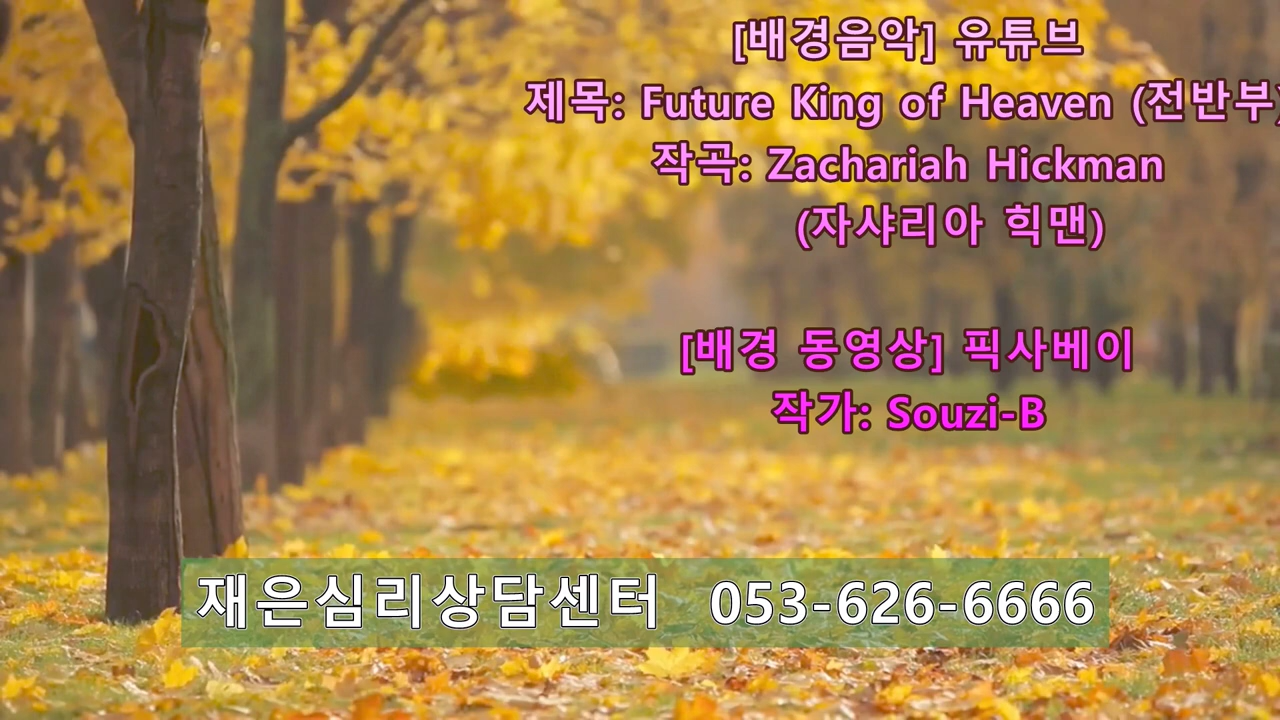 [배경음악] 유튜브
제목: Future King of Heaven (전반부)
작곡: Zachariah Hickman
(자샤리아 힉맨)
[배경 동영상] 픽사베이
작가: Souzi-B
재은심리상담센터 053-626-6666